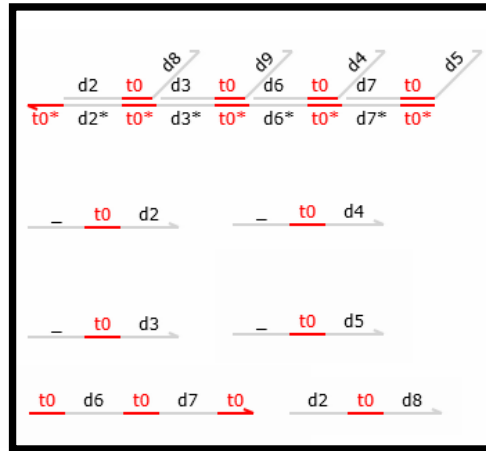 d8 d9 d4 d5
d2 t0 d3 t0 d6 t0 d7 t0
t0* d2* t0* d3* t0* d6* t0* d7* t0*
_ t0 d2 _ t0 d4
_ t0 d3 _ t0 d5
t0 d6 t0 d7 t0 d2 t0 d8